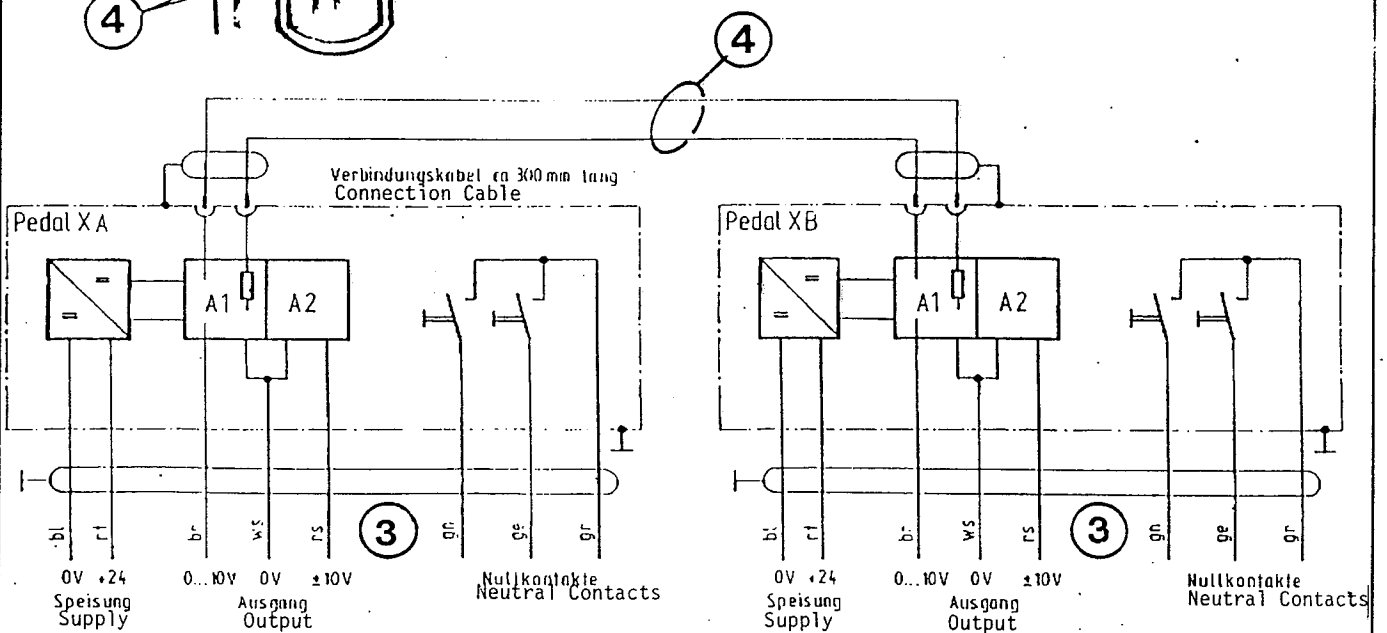 4
4
Verbindungskabel ca 300 mm lang
Connection Cable
Pedal XA
Pedal XB
=
=
A1
A2
=
=
A1
A2
bl
rt
br
ws
rs
3
gn
ge
gr
bl
rt
br
ws
rs
3
gn
ge
gr
0V +24
0...10V 0V ±10V
Nullkontakte
Neutral Contacts
Speisung
Supply
Ausgang
Output
0V +24
0...10V 0V ±10V
Nullkontakte
Neutral Contacts
Speisung
Supply
Ausgang
Output